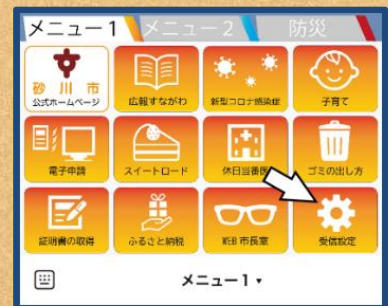 メニュー1
メニュー2
防災
砂川市
公式ホームページ
広報すながわ
新型コロナ感染症
子育て
電子申請
スイートロード
休日当番医
ゴミの出し方
証明書の取得
ふるさと納税
WEB 市長室
受信設定
メニュー1▼